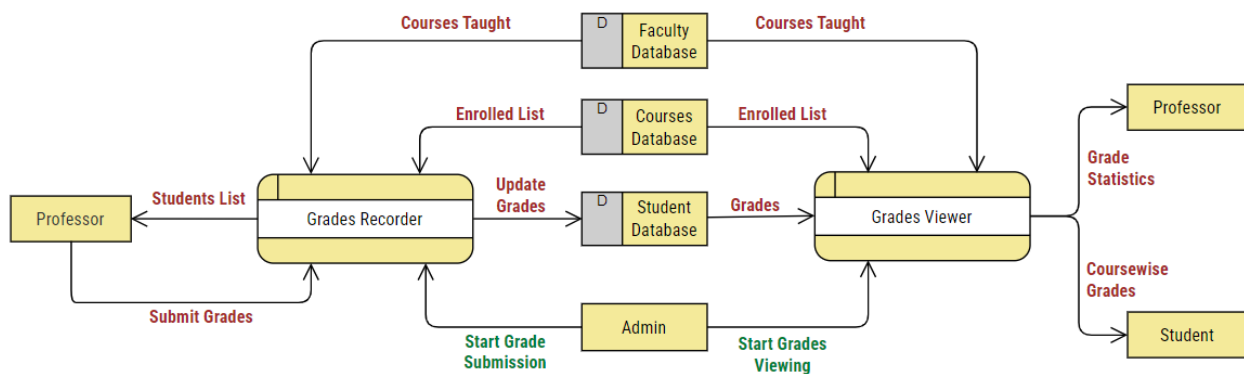 Courses Taught
D
Faculty
Database
Courses Taught
Enrolled List
D
Courses
Database
Enrolled List
Professor
Grade
Statistics
Professor
Students List
Grades Recorder
Update
Grades
D
Student
Database
Grades
Grades Viewer
Submit Grades
Start Grade
Submission
Admin
Start Grades
Viewing
Coursewise
Grades
Student